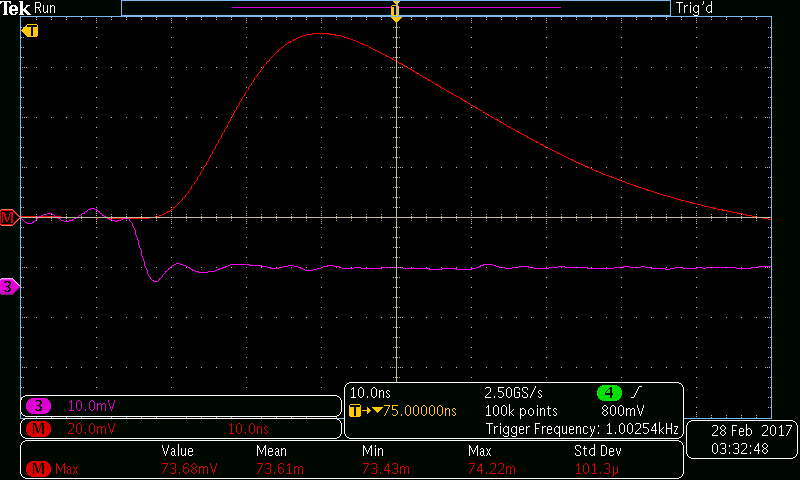 Tek Run Trig'd
T
T
M
3
3 10.0mV
M 20.0mV 10.0ns
10.0ns 2.50GS/s 4
T 75.00000ns 100k points 800mV
Trigger Frequency: 1.00254kHz
28 Feb 2017
03:32:48
Value Mean Min Max Std Dev
M Max 73.68mV 73.61m 73.43m 74.22m 101.3µ